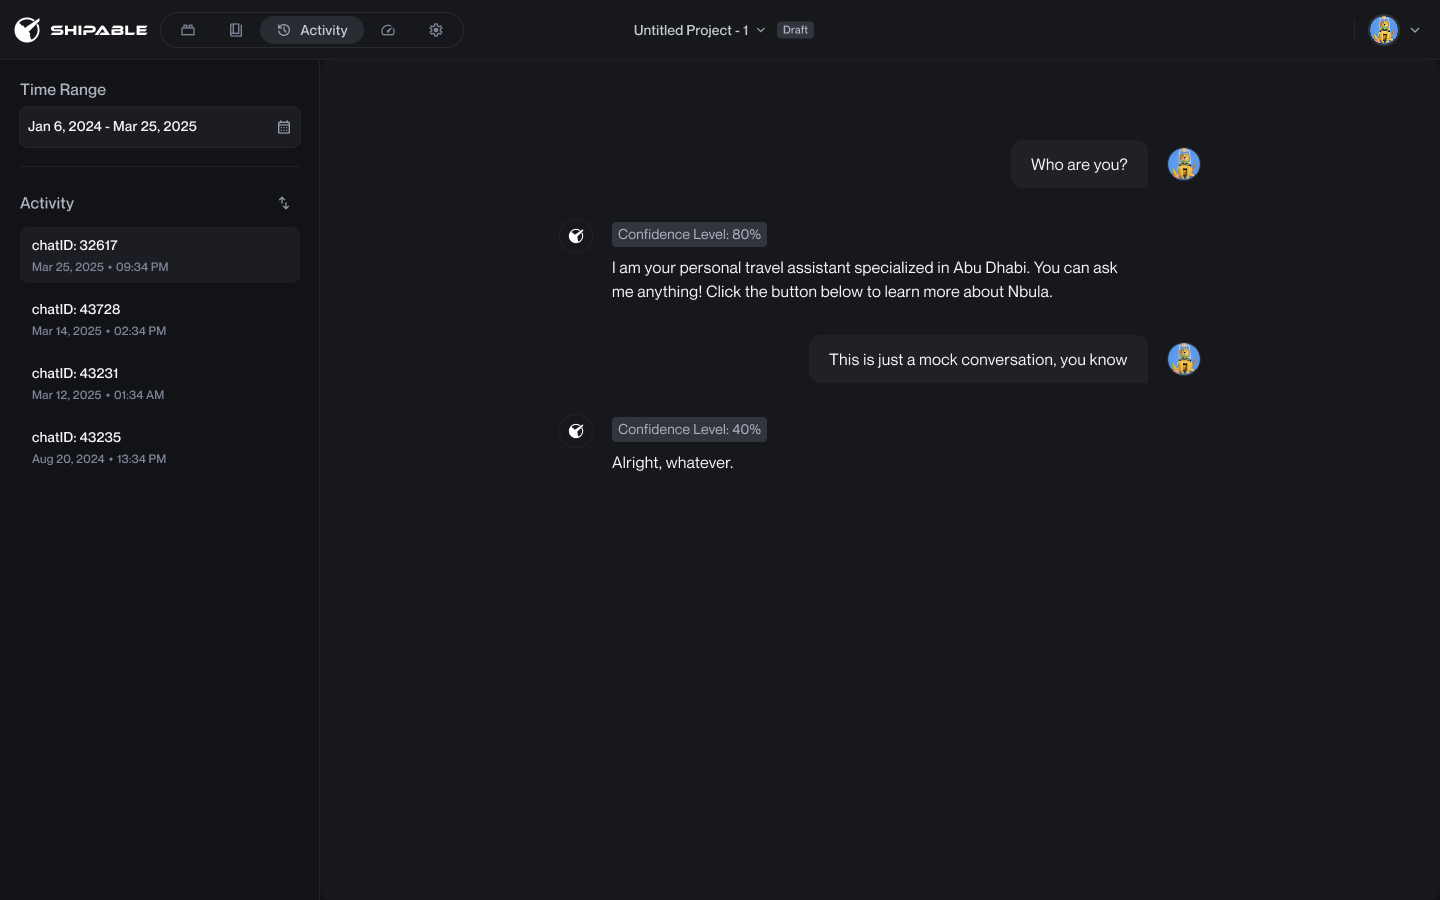 SHIPABLE
Activity
Untitled Project - 1
Draft
Time Range
Jan 6, 2024 - Mar 25, 2025
Activity
chatID: 32617
Mar 25, 2025 • 09:34 PM
chatID: 43728
Mar 14, 2025 • 02:34 PM
chatID: 43231
Mar 12, 2025 • 01:34 AM
chatID: 43235
Aug 20, 2024 • 13:34 PM
Who are you?
Confidence Level: 80%
I am your personal travel assistant specialized in Abu Dhabi. You can ask
me anything! Click the button below to learn more about Nbula.
This is just a mock conversation, you know
Confidence Level: 40%
Alright, whatever.